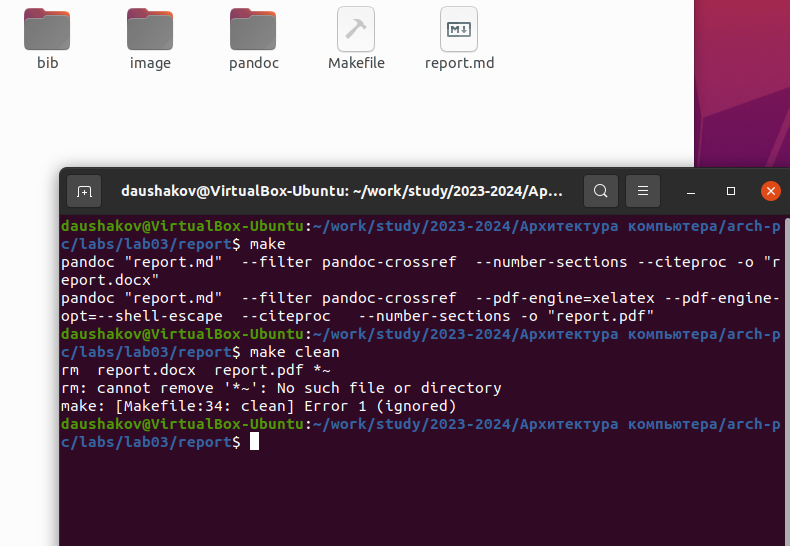 bib
image
pandoc
Makefile
report.md
daushakov@VirtualBox-Ubuntu: ~/work/study/2023-2024/Ар...
daushakov@VirtualBox-Ubuntu:~/work/study/2023-2024/Архитектура компьютера/arch-p
c/labs/lab03/report$ make
pandoc "report.md"  --filter pandoc-crossref  --number-sections --citeproc -o "r
eport.docx"
pandoc "report.md"  --filter pandoc-crossref  --pdf-engine=xelatex --pdf-engine-
opt=--shell-escape  --citeproc   --number-sections -o "report.pdf"
daushakov@VirtualBox-Ubuntu:~/work/study/2023-2024/Архитектура компьютера/arch-p
c/labs/lab03/report$ make clean
rm  report.docx  report.pdf *~
rm: cannot remove '*~': No such file or directory
make: [Makefile:34: clean] Error 1 (ignored)
daushakov@VirtualBox-Ubuntu:~/work/study/2023-2024/Архитектура компьютера/arch-p
c/labs/lab03/report$